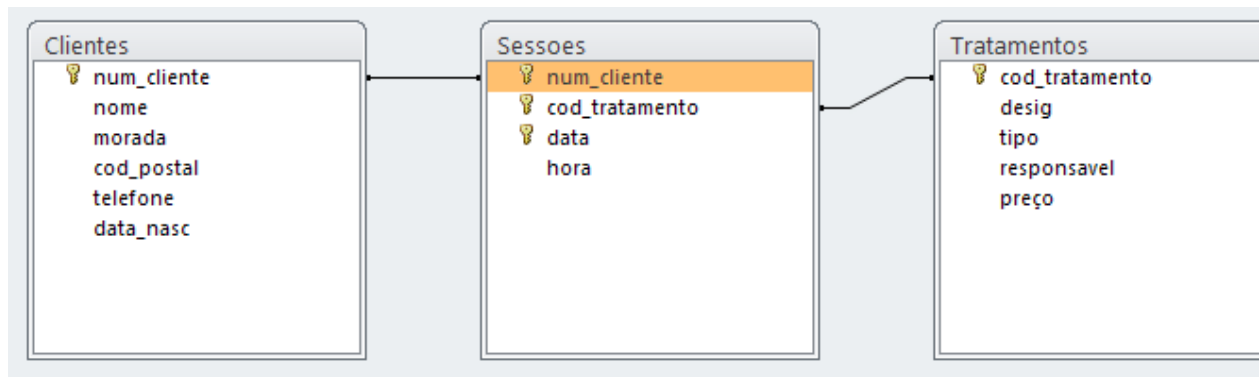 Clientes
num_cliente
nome
morada
cod_postal
telefone
data_nasc
Sessoes
num_cliente
cod_tratamento
data
hora
Tratamentos
cod_tratamento
desig
tipo
responsavel
preço